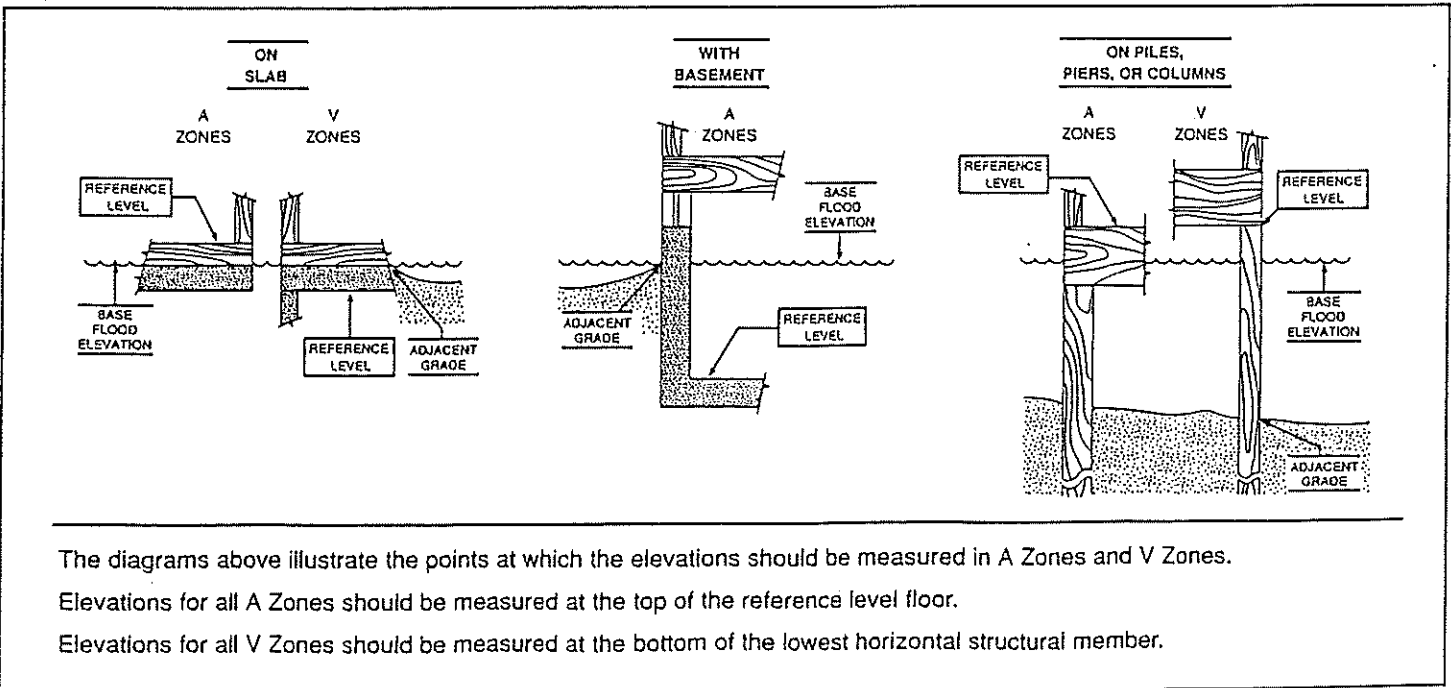 ON
SLAB
A
ZONES
V
ZONES
REFERENCE
LEVEL
BASE
FLOOD
ELEVATION
REFERENCE
LEVEL
ADJACENT
GRADE
WITH
BASEMENT
A
ZONES
BASE
FLOOD
ELEVATION
ADJACENT
GRADE
REFERENCE
LEVEL
ON PILES,
PIERS, OR COLUMNS
A
ZONES
V
ZONES
REFERENCE
LEVEL
REFERENCE
LEVEL
BASE
FLOOD
ELEVATION
ADJACENT
GRADE
The diagrams above illustrate the points at which the elevations should be measured in A Zones and V Zones.
Elevations for all A Zones should be measured at the top of the reference level floor.
Elevations for all V Zones should be measured at the bottom of the lowest horizontal structural member.